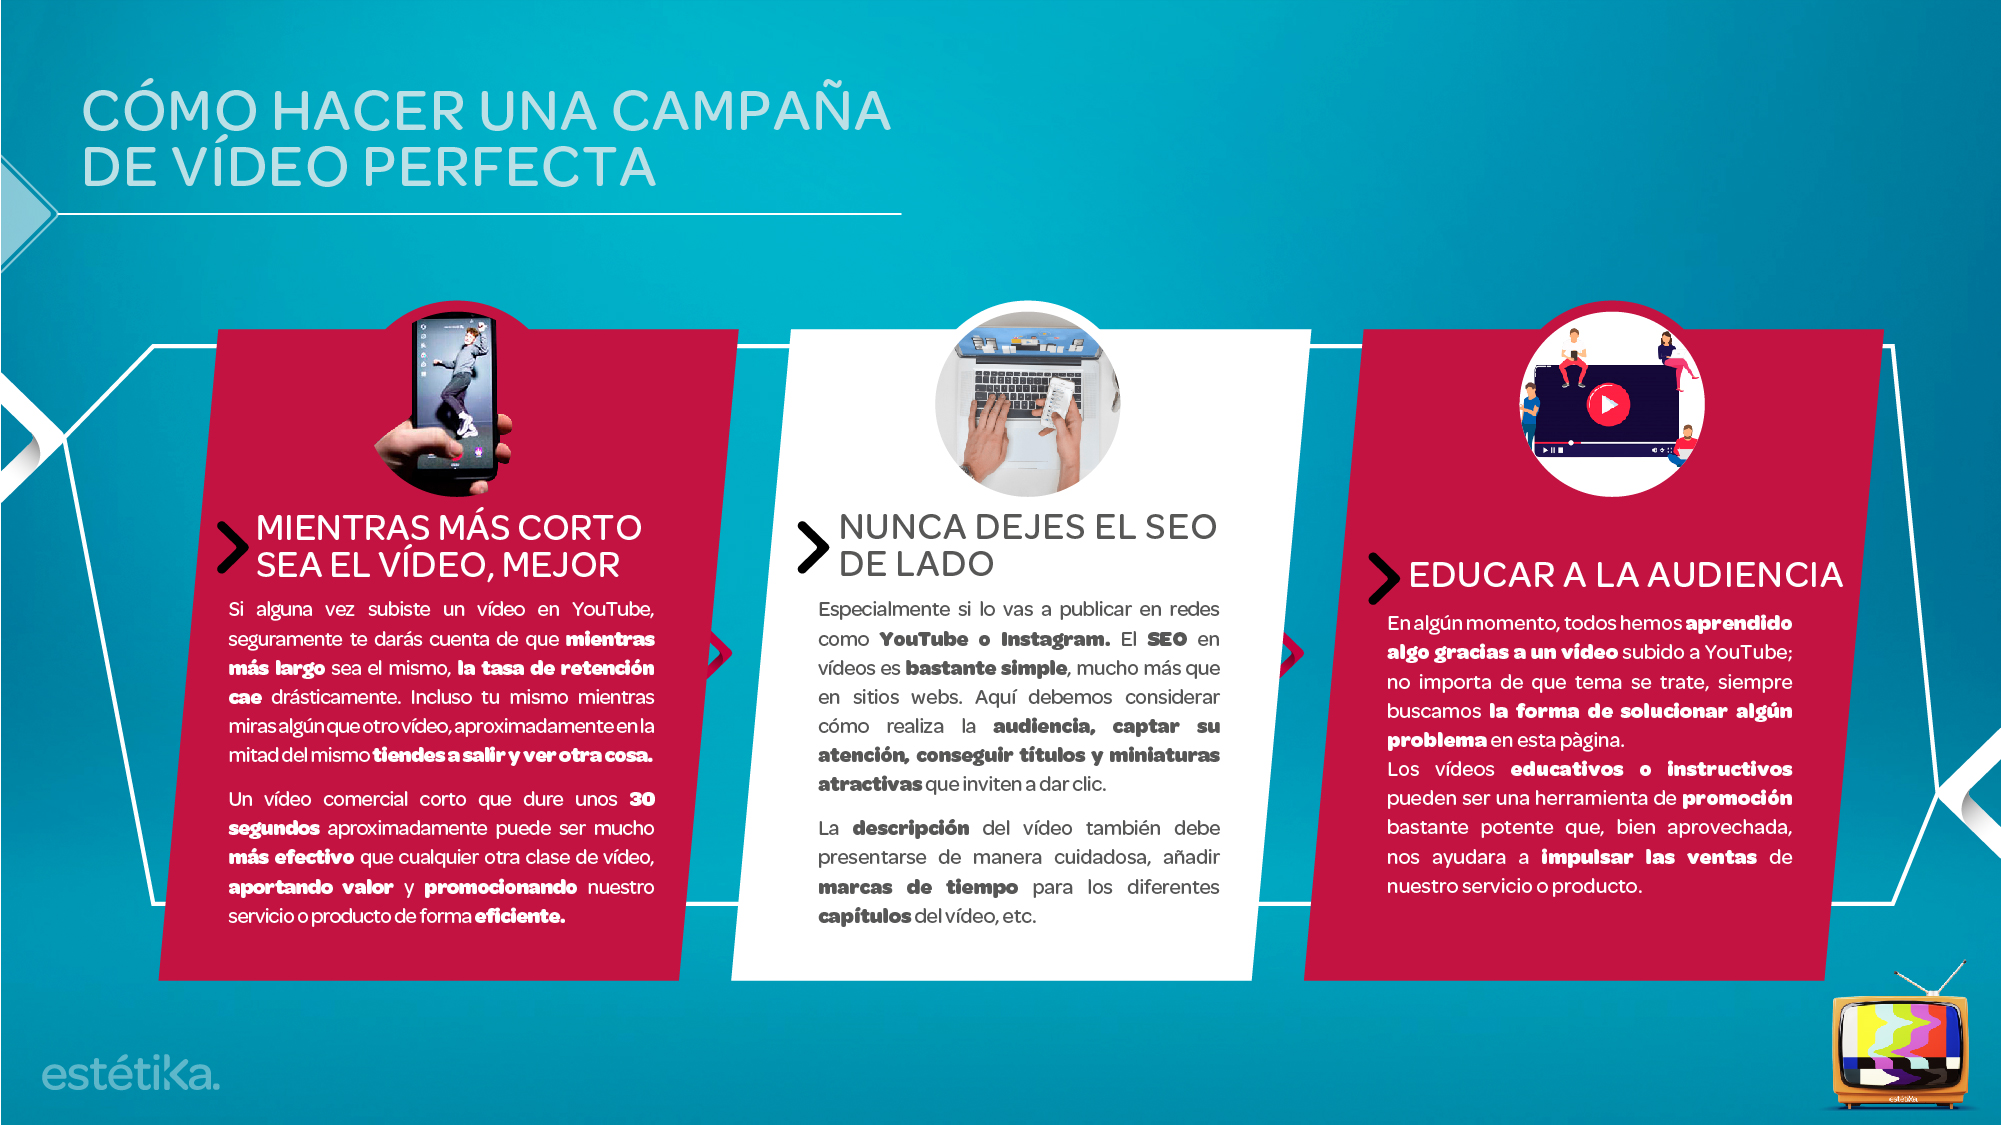 CÓMO HACER UNA CAMPAÑA
DE VÍDEO PERFECTA
MIENTRAS MÁS CORTO
SEA EL VÍDEO, MEJOR
Si alguna vez subiste un vídeo en YouTube,
seguramente te darás cuenta de que mientras
más largo sea el mismo, la tasa de retención
cae drásticamente. Incluso tu mismo mientras
miras algún que otro vídeo, aproximadamente en la
mitad del mismo tiendes a salir y ver otra cosa.
Un vídeo comercial corto que dure unos 30
segundos aproximadamente puede ser mucho
más efectivo que cualquier otra clase de vídeo,
aportando valor y promocionando nuestro
servicio o producto de forma eficiente.
NUNCA DEJES EL SEO
DE LADO
Especialmente si lo vas a publicar en redes
como YouTube o Instagram. El SEO en
vídeos es bastante simple, mucho más que
en sitios webs. Aquí debemos considerar
cómo realiza la audiencia, captar su
atención, conseguir títulos y miniaturas
atractivas que inviten a dar clic.
La descripción del vídeo también debe
presentarse de manera cuidadosa, añadir
marcas de tiempo para los diferentes
capítulos del vídeo, etc.
EDUCAR A LA AUDIENCIA
En algún momento, todos hemos aprendido
algo gracias a un vídeo subido a YouTube;
no importa de que tema se trate, siempre
buscamos la forma de solucionar algún
problema en esta pàgina.
Los vídeos educativos o instructivos
pueden ser una herramienta de promoción
bastante potente que, bien aprovechada,
nos ayudara a impulsar las ventas de
nuestro servicio o producto.
estétika.
estétika.